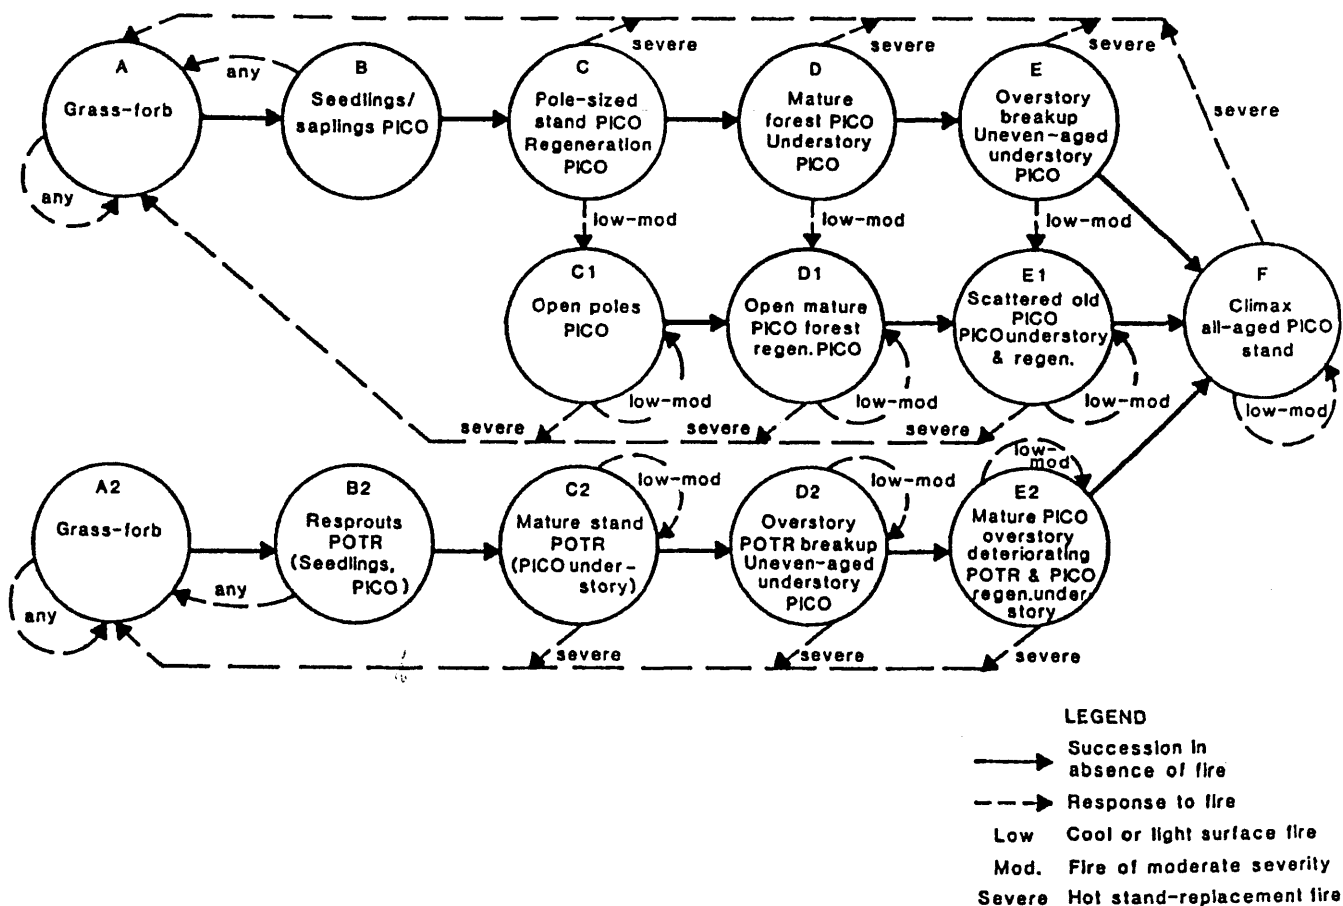 severe
severe
severe
A
Grass-forb
any
any
B
Seedlings/
saplings PICO
C
Pole-sized
stand PICO
Regeneration
PICO
D
Mature
forest PICO
Understory
PICO
E
Overstory
breakup
Uneven-aged
understory
PICO
severe
low-mod
low-mod
low-mod
C1
Open poles
PICO
D1
Open mature
PICO forest
regen. PICO
E1
Scattered old
PICO
PICO understory
& regen.
F
Climax
all-aged PICO
stand
low-mod
low-mod
low-mod
low-mod
severe
severe
severe
A2
Grass-forb
any
any
B2
Resprouts
POTR
(Seedlings,
PICO)
C2
Mature stand
POTR
(PICO under-
story)
low-mod
D2
Overstory
POTR breakup
Uneven-aged
understory
PICO
low-mod
low-
mod
E2
Mature PICO
overstory
deteriorating
POTR & PICO
regen. under-
story
severe
severe
severe
LEGEND
Succession in
absence of fire
Response to fire
Low Cool or light surface fire
Mod. Fire of moderate severity
Severe Hot stand-replacement fire